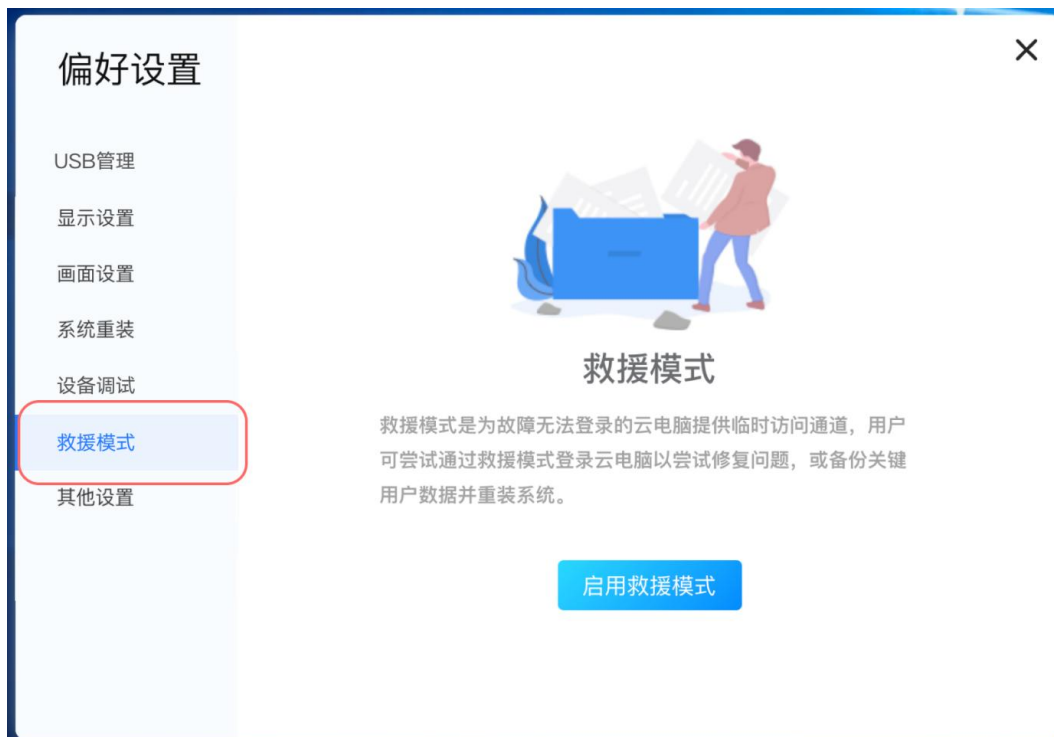 偏好设置
USB管理
显示设置
画面设置
系统重装
设备调试
救援模式
其他设置
救援模式
救援模式是为故障无法登录的云电脑提供临时访问通道，用户
可尝试通过救援模式登录云电脑以尝试修复问题，或备份关键
用户数据并重装系统。
启用救援模式